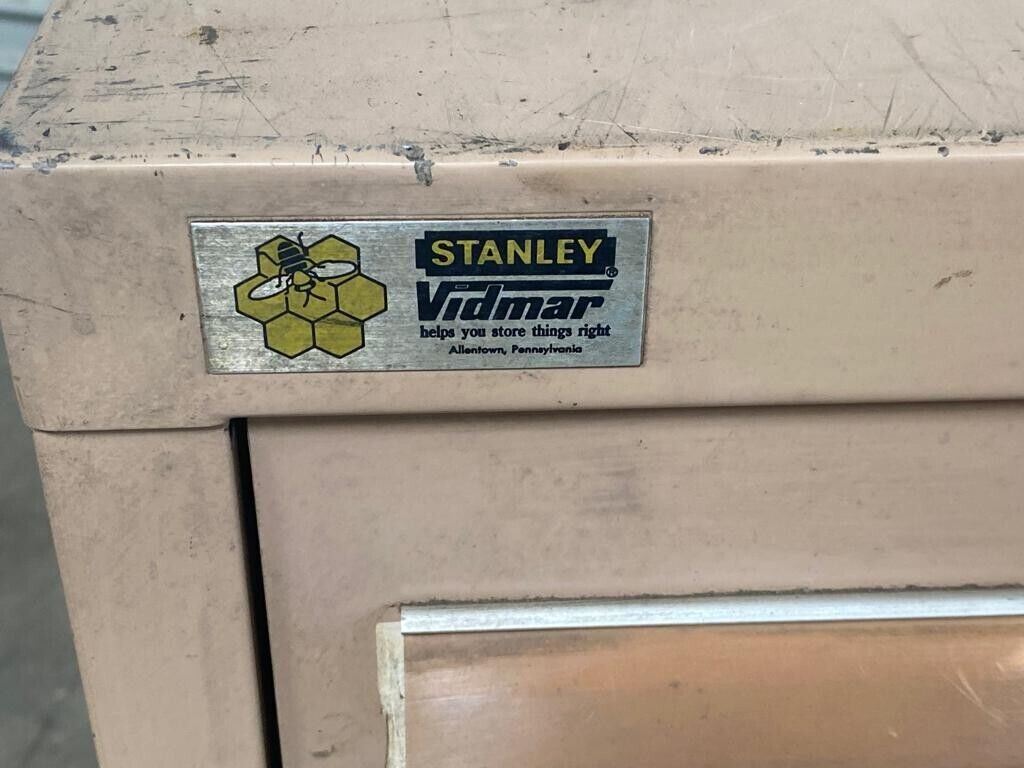 STANLEY
®
Vidmar
helps you store things right
Allentown, Pennsylvania